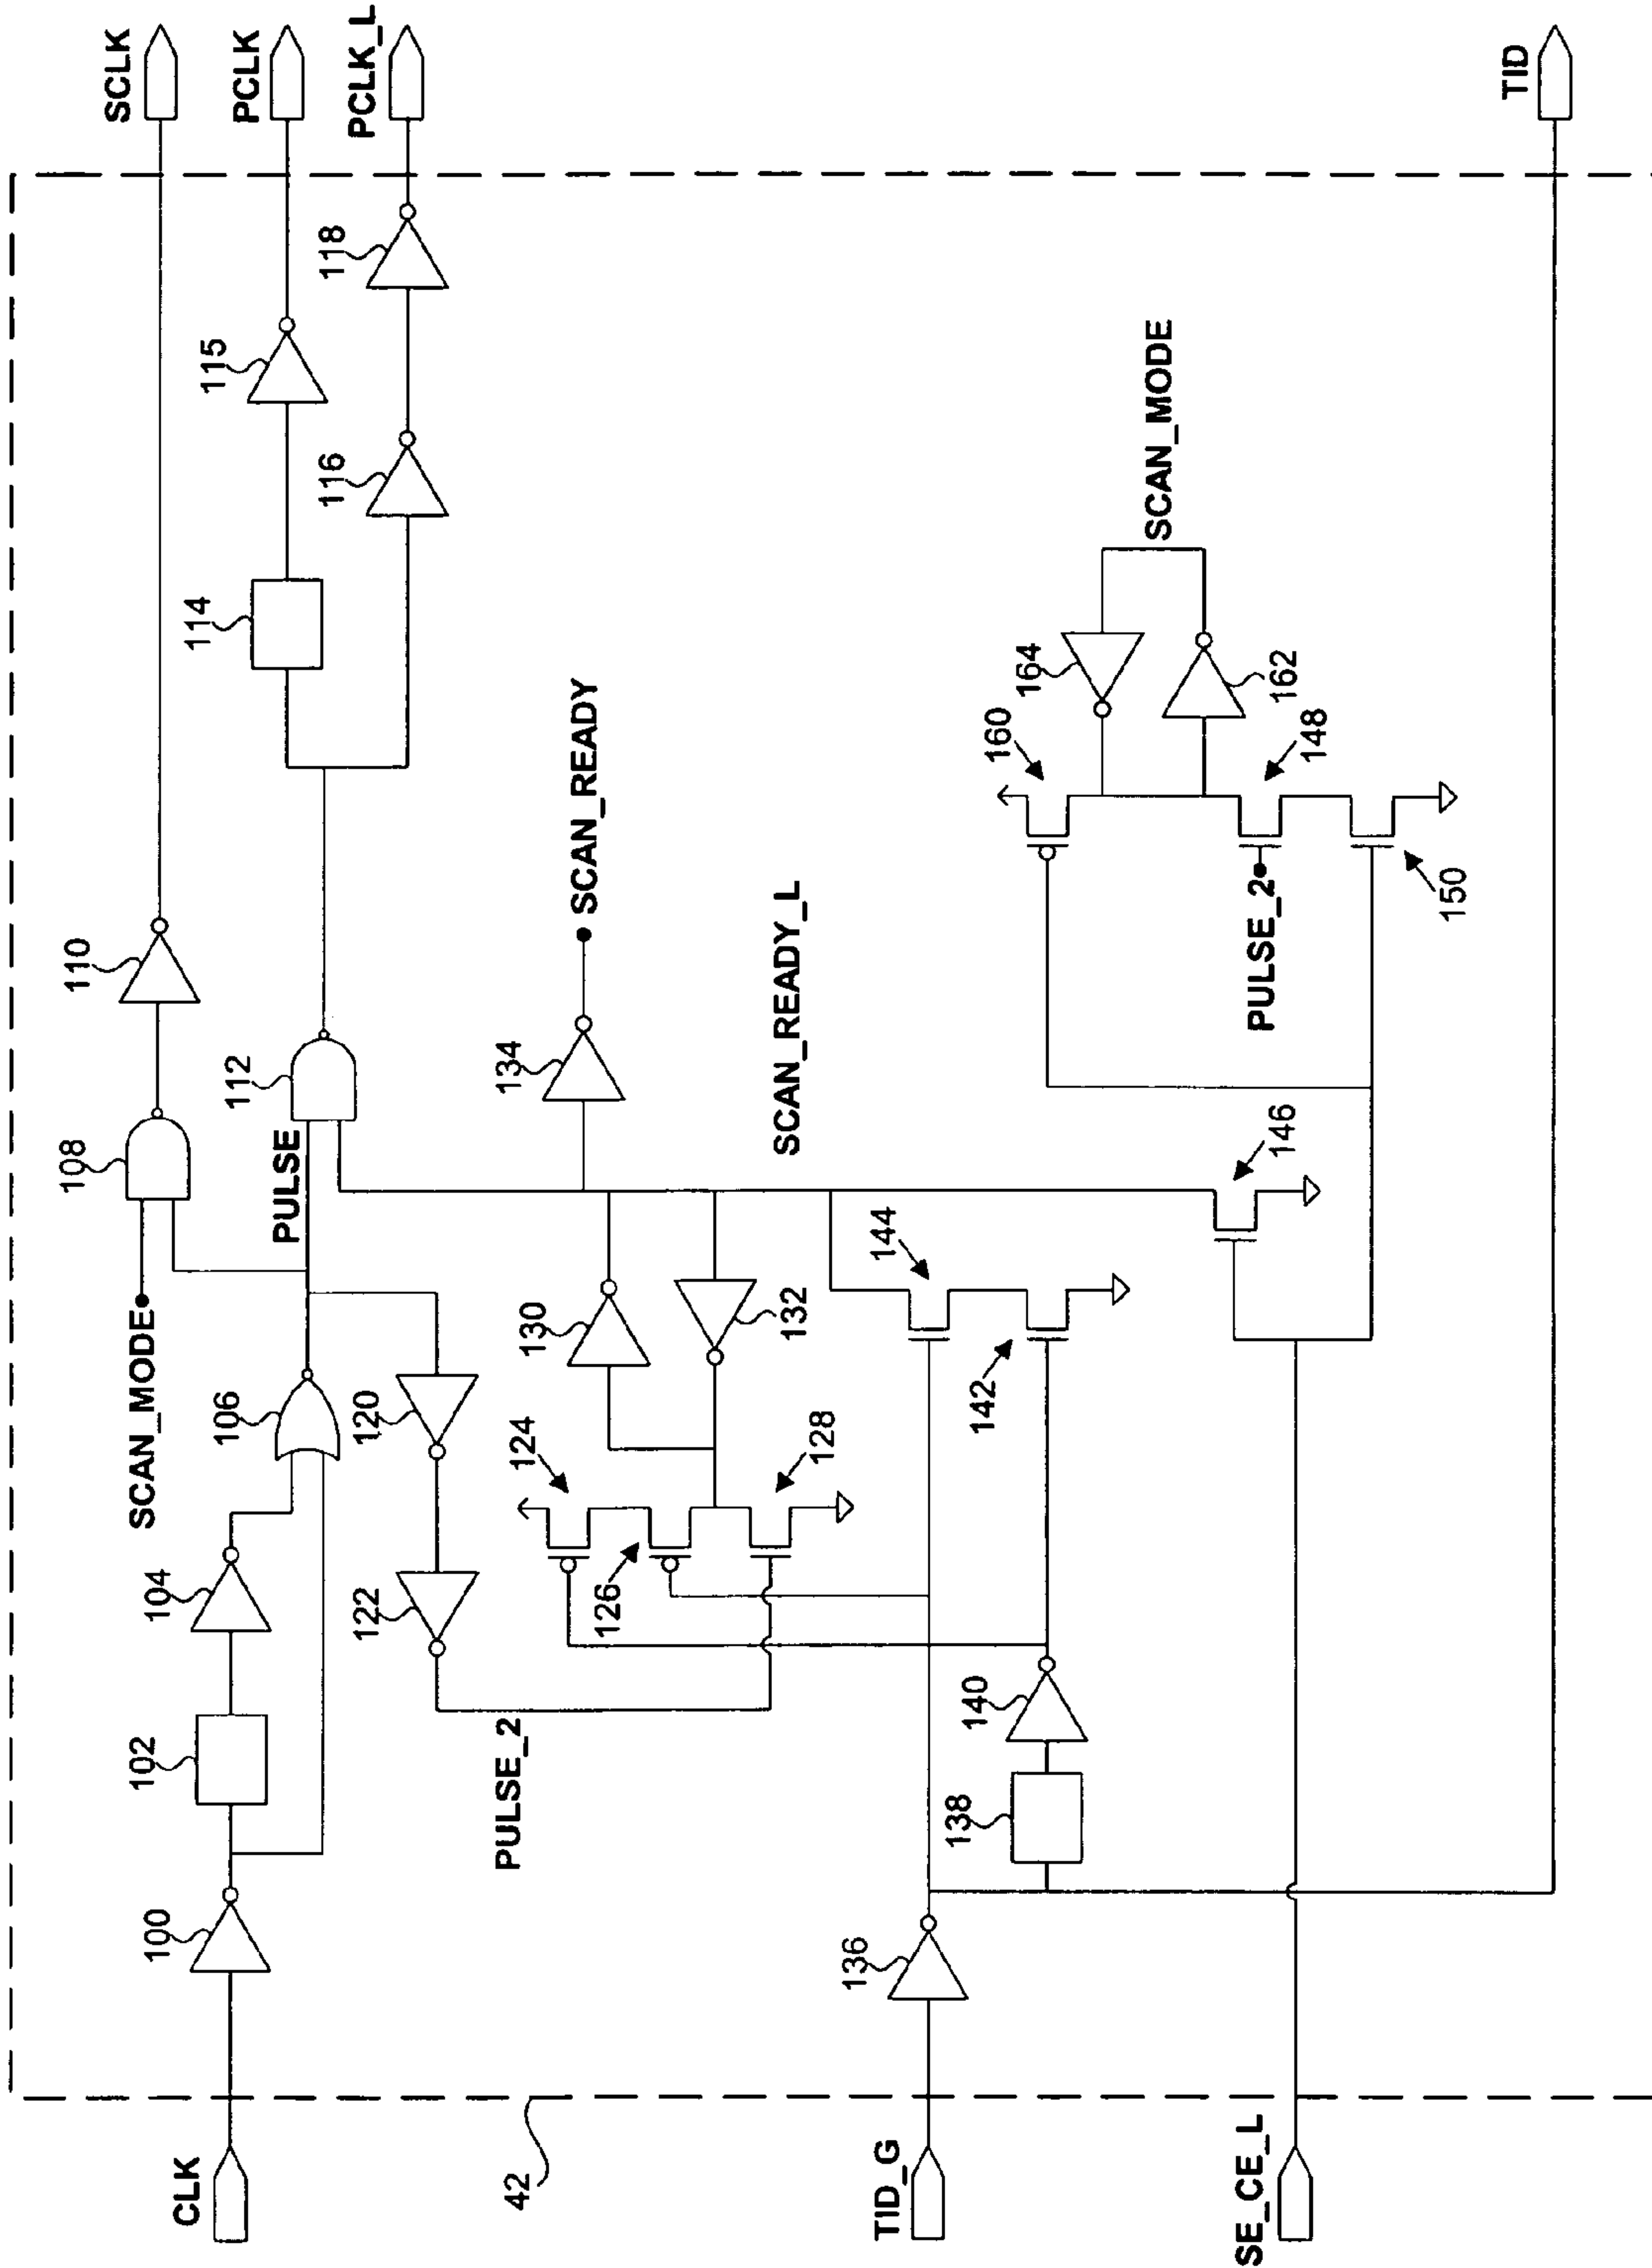 SCLK
PCLK
PCLK_L
TID
118
115
116
114
SCAN_MODE
164
162
160
148
150
PULSE_2
SCAN_READY
SCAN_READY_L
110
112
134
108
PULSE
146
144
142
130
132
SCAN_MODE
106
120
124
128
126
104
122
102
PULSE_2
140
138
100
136
42
CLK
TID_G
SE_CE_L